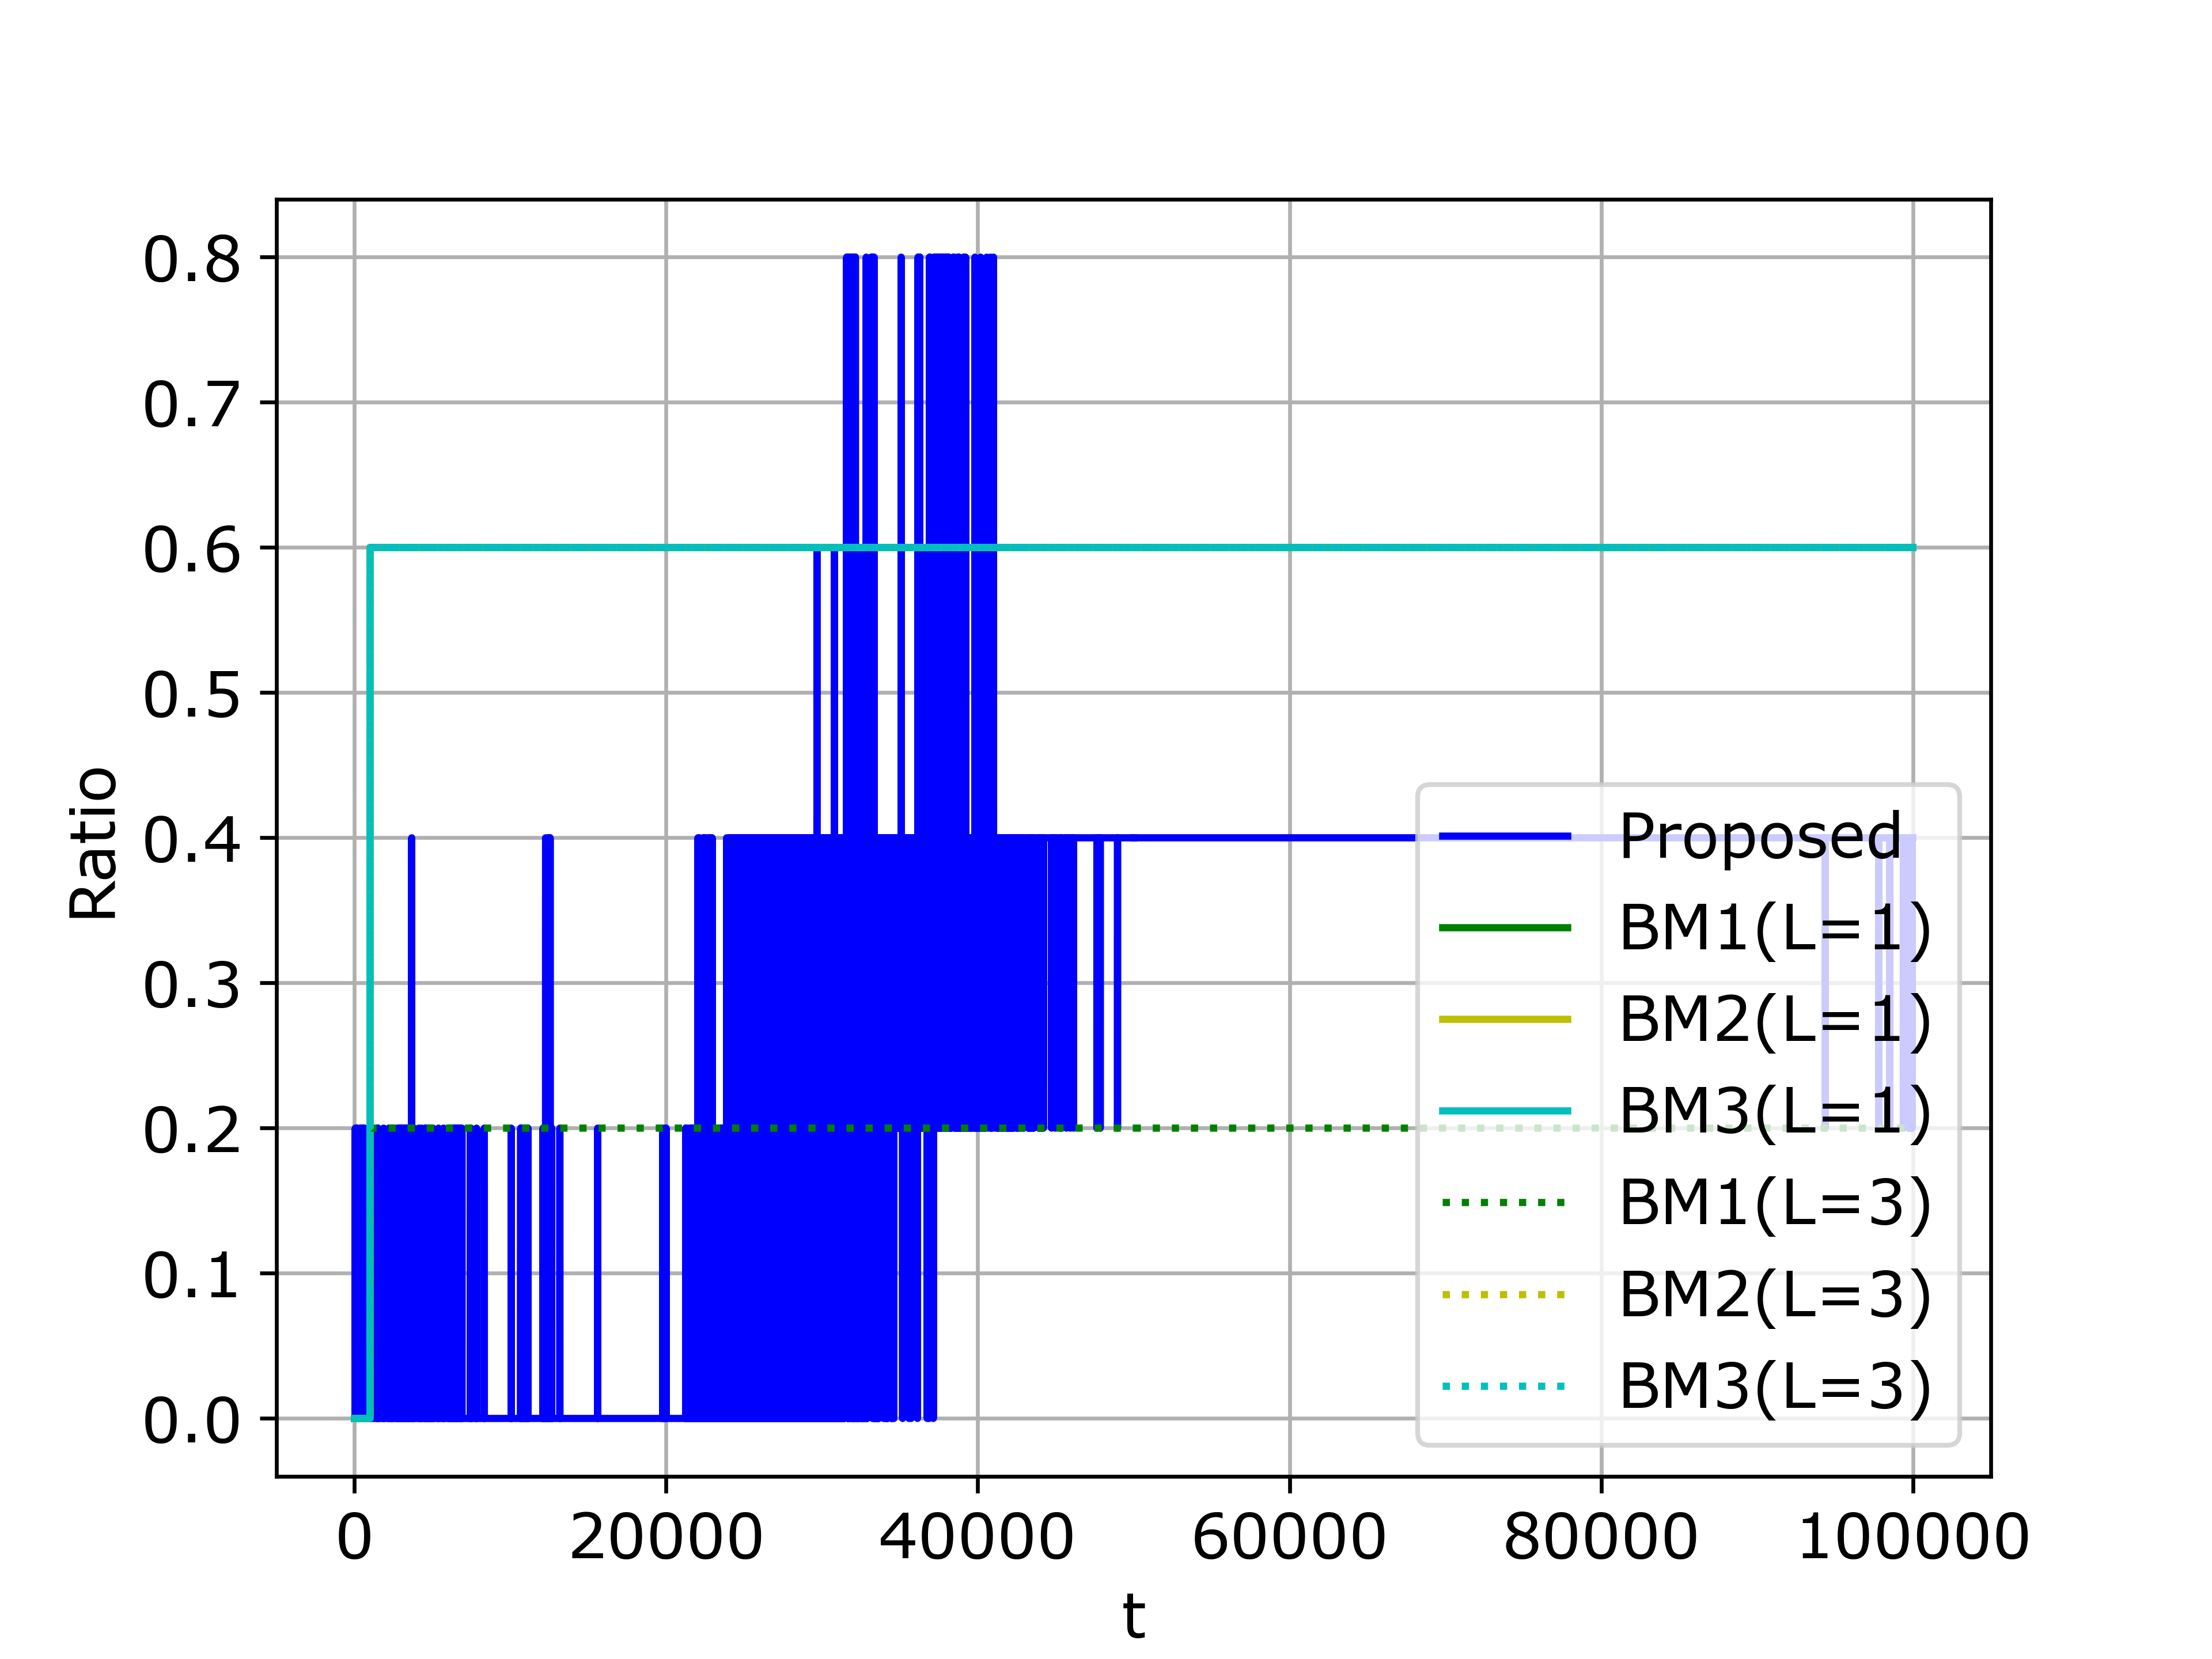 0.8
0.7
0.6
0.5
0.4
0.3
0.2
0.1
0.0
Ratio
Proposed
BM1(L=1)
BM2(L=1)
BM3(L=1)
BM1(L=3)
BM2(L=3)
BM3(L=3)
0 20000 40000 60000 80000 100000
t